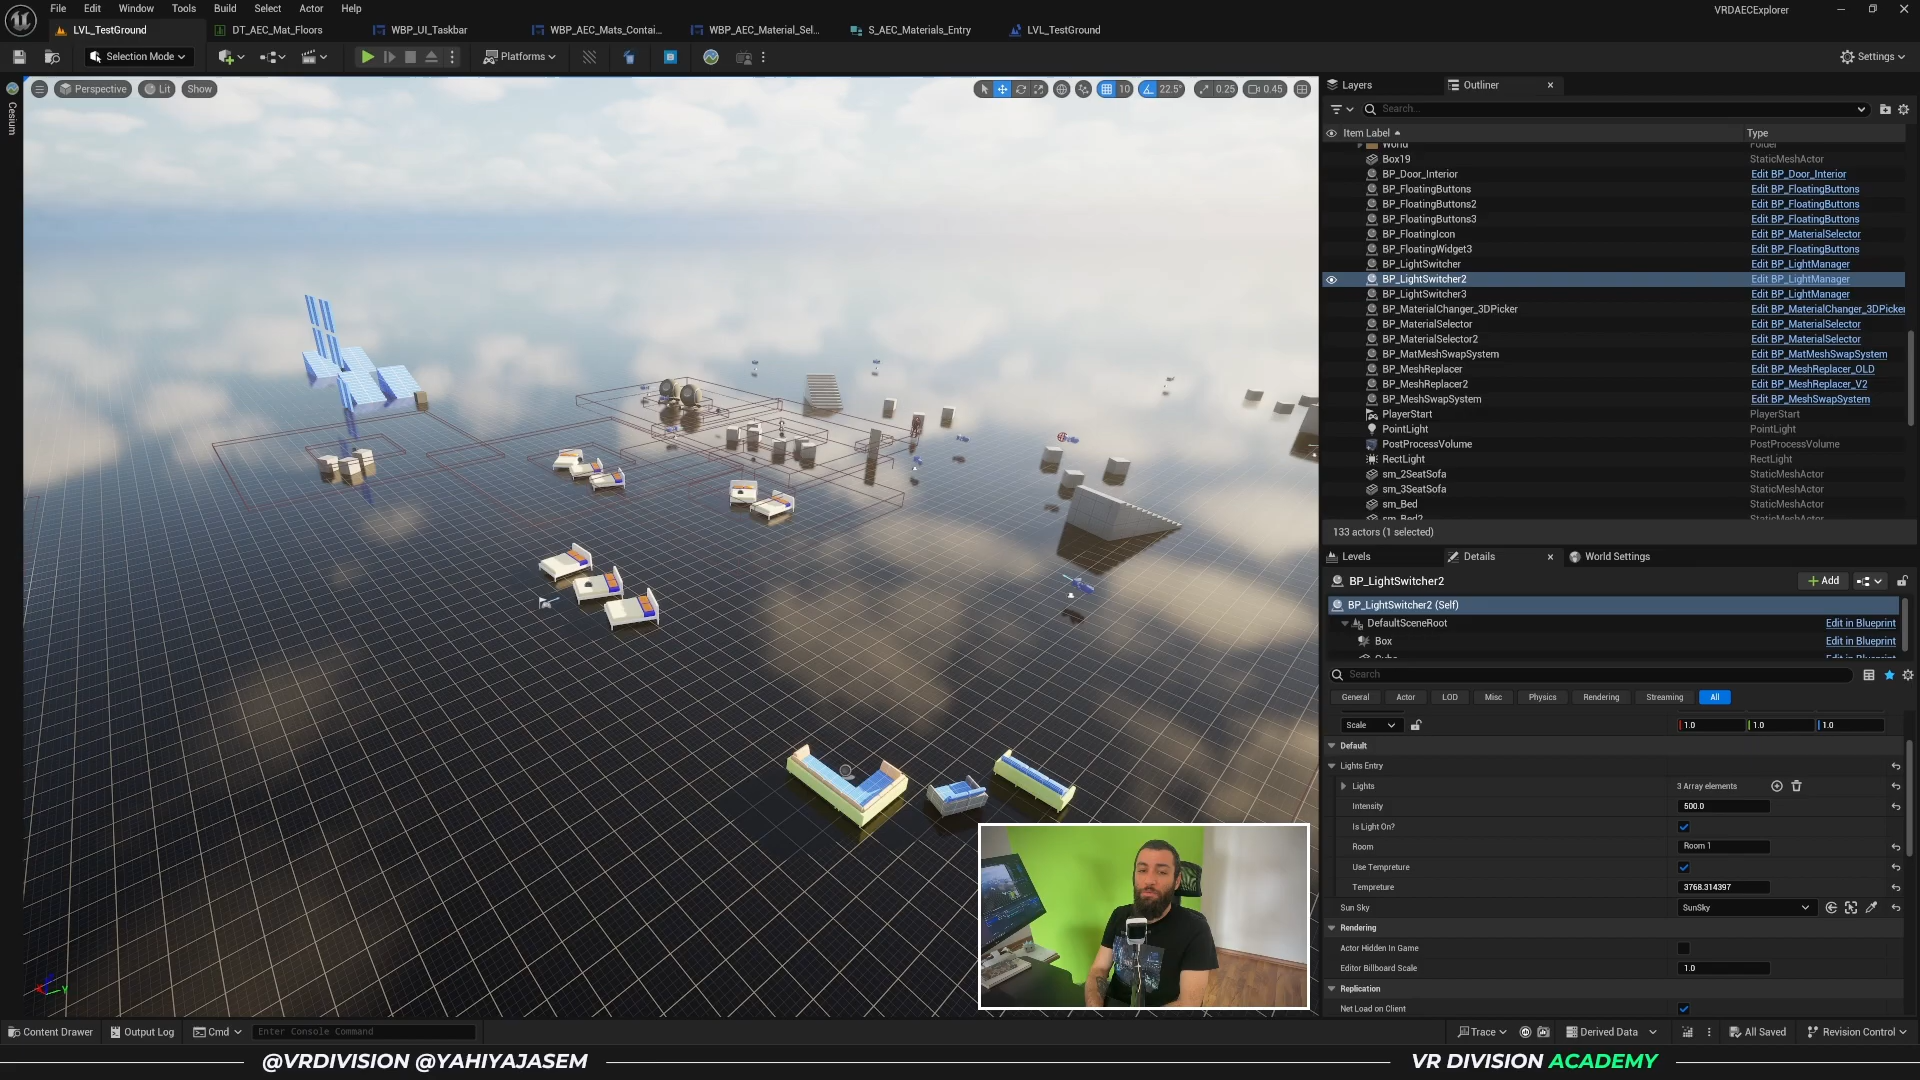 File Edit Window Tools Build Select Actor Help
VRDAECExplorer
LVL_TestGround DT_AEC_Mat_Floors WBP_UI_Taskbar WBP_AEC_Mats_Contai... WBP_AEC_Material_Sel... S_AEC_Materials_Entry LVL_TestGround
Selection Mode Platforms Settings
Perspective Lit Show 10 22.5° 0.25 0.45
Cesium
Layers Outliner
Search...
Item Label Type
World Folder
Box19 StaticMeshActor
BP_Door_Interior Edit BP_Door_Interior
BP_FloatingButtons Edit BP_FloatingButtons
BP_FloatingButtons2 Edit BP_FloatingButtons
BP_FloatingButtons3 Edit BP_FloatingButtons
BP_FloatingIcon Edit BP_MaterialSelector
BP_FloatingWidget3 Edit BP_FloatingButtons
BP_LightSwitcher Edit BP_LightManager
BP_LightSwitcher2 Edit BP_LightManager
BP_LightSwitcher3 Edit BP_LightManager
BP_MaterialChanger_3DPicker Edit BP_MaterialChanger_3DPicker
BP_MaterialSelector Edit BP_MaterialSelector
BP_MaterialSelector2 Edit BP_MaterialSelector
BP_MatMeshSwapSystem Edit BP_MatMeshSwapSystem
BP_MeshReplacer Edit BP_MeshReplacer_OLD
BP_MeshReplacer2 Edit BP_MeshReplacer_V2
BP_MeshSwapSystem Edit BP_MeshSwapSystem
PlayerStart PlayerStart
PointLight PointLight
PostProcessVolume PostProcessVolume
RectLight RectLight
sm_2SeatSofa StaticMeshActor
sm_3SeatSofa StaticMeshActor
sm_Bed StaticMeshActor
sm_Bed2 StaticMeshActor
133 actors (1 selected)
Levels Details World Settings
BP_LightSwitcher2 Add
BP_LightSwitcher2 (Self)
DefaultSceneRoot Edit in Blueprint
Box Edit in Blueprint
Cube Edit in Blueprint
Search
General Actor LOD Misc Physics Rendering Streaming All
Scale 1.0 1.0 1.0
Default
Lights Entry
Lights 3 Array elements
Intensity 500.0
Is Light On?
Room Room 1
Use Tempreture
Tempreture 3768.314397
Sun Sky SunSky
Rendering
Actor Hidden In Game
Editor Billboard Scale 1.0
Replication
Net Load on Client
Content Drawer Output Log Cmd Enter Console Command Trace Derived Data All Saved Revision Control
@VRDIVISION @YAHIYAJASEM VR DIVISION ACADEMY